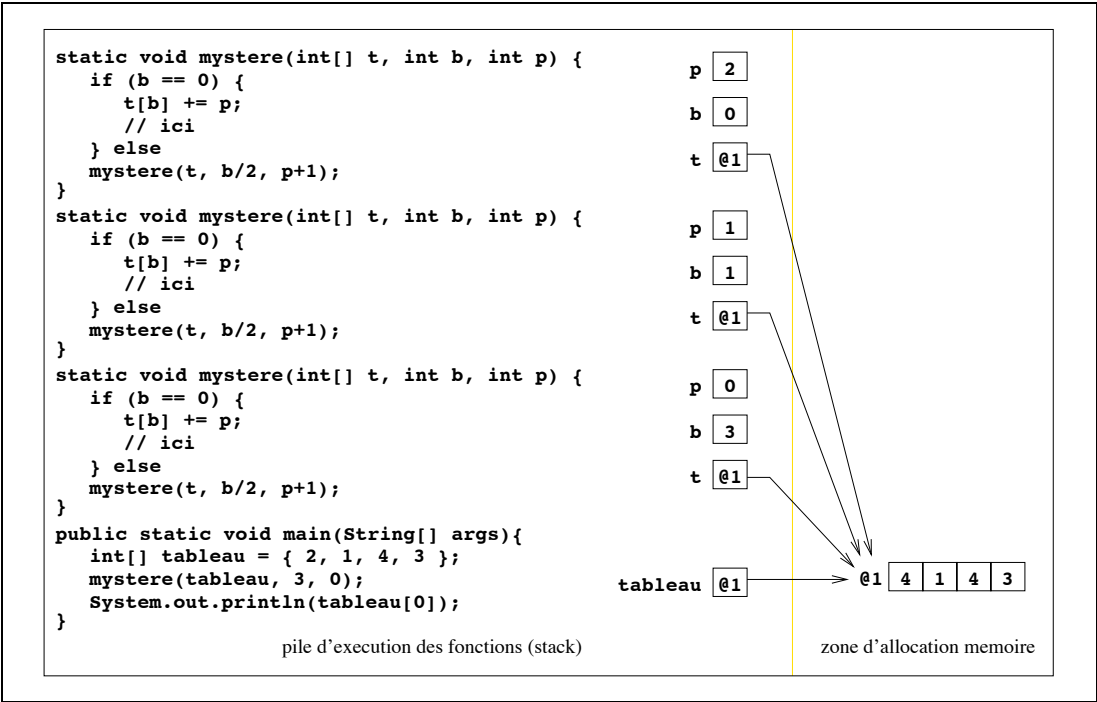 static void mystere(int[] t, int b, int p) {
if (b == 0) {
t[b] += p;
// ici
} else
mystere(t, b/2, p+1);
}
p 2
b 0
t @1
static void mystere(int[] t, int b, int p) {
if (b == 0) {
t[b] += p;
// ici
} else
mystere(t, b/2, p+1);
}
p 1
b 1
t @1
static void mystere(int[] t, int b, int p) {
if (b == 0) {
t[b] += p;
// ici
} else
mystere(t, b/2, p+1);
}
p 0
b 3
t @1
public static void main(String[] args){
int[] tableau = { 2, 1, 4, 3 };
mystere(tableau, 3, 0);
System.out.println(tableau[0]);
}
tableau @1
@1 4 1 4 3
pile d'execution des fonctions (stack)
zone d'allocation memoire